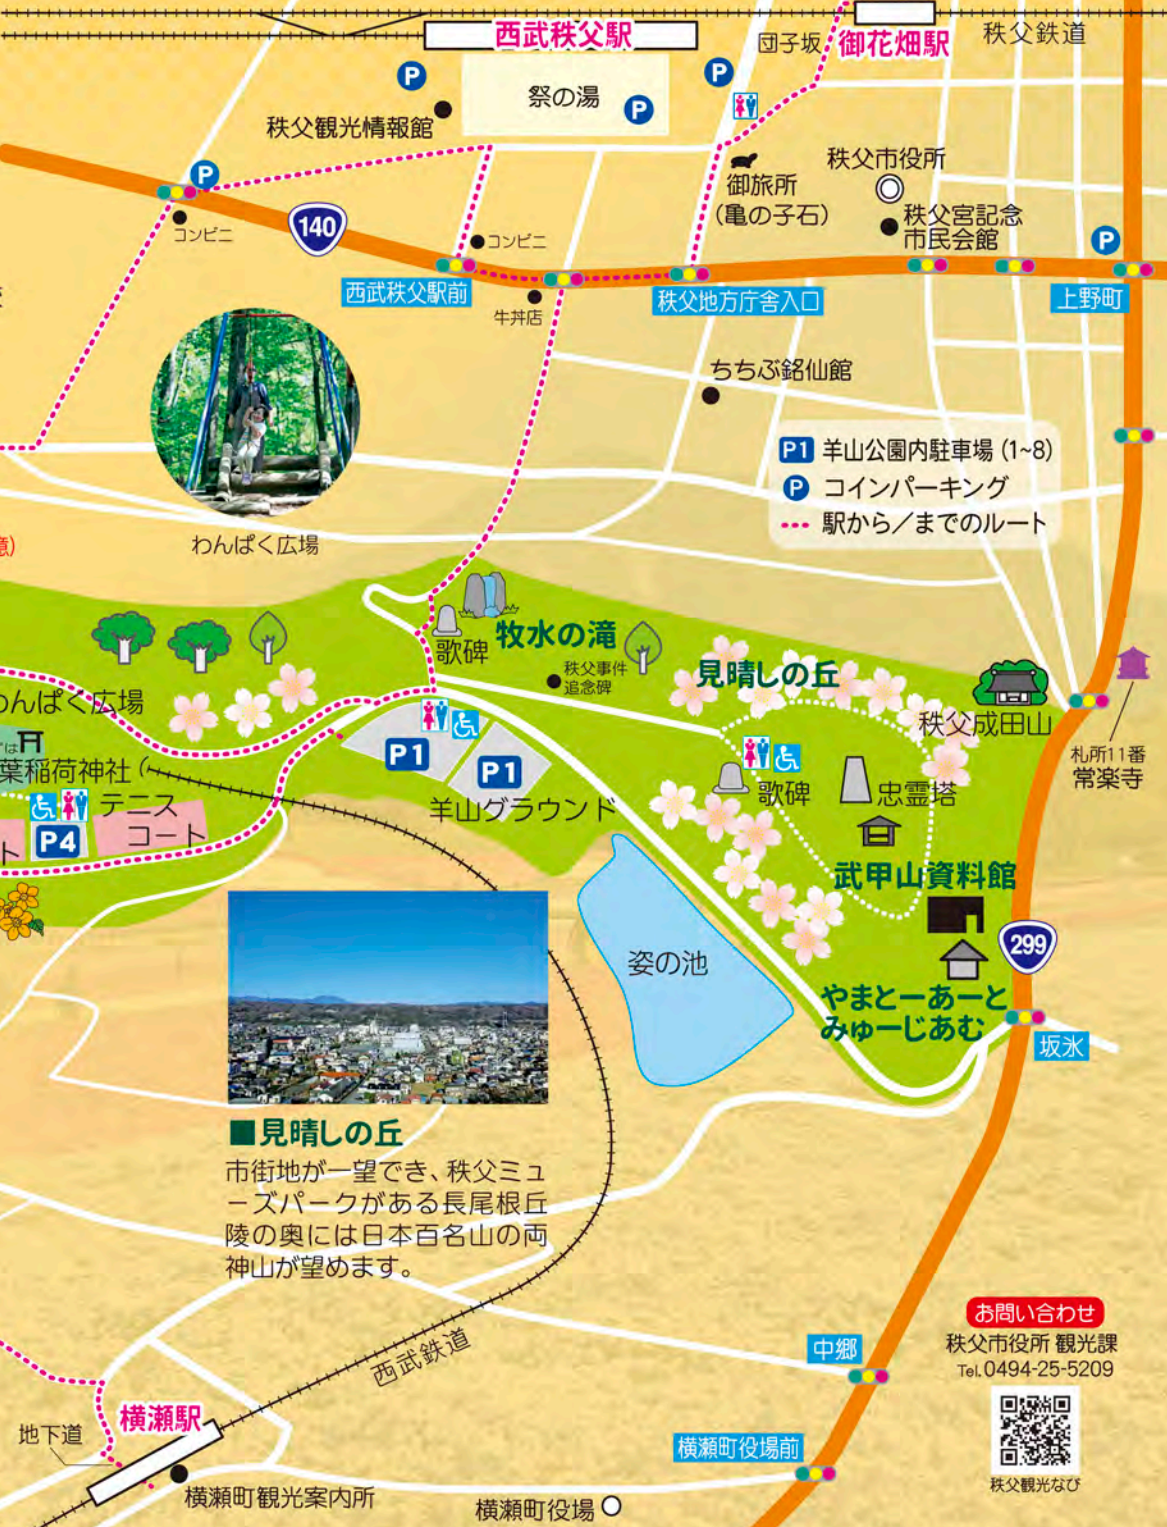 西武秩父駅
御花畑駅
秩父鉄道
団子坂
P
P
祭の湯
P
秩父観光情報館
P
御旅所
(亀の子石)
秩父市役所
秩父宮記念
市民会館
P
コンビニ
140
コンビニ
西武秩父駅前
牛丼店
秩父地方庁舎入口
上野町
ちちぶ銘仙館
P1 羊山公園内駐車場 (1~8)
P コインパーキング
駅から/までのルート
わんぱく広場
歌碑
牧水の滝
秩父事件
追念碑
見晴しの丘
秩父成田山
札所11番
常楽寺
わんぱく広場
葉稲荷神社
テニス
コート
P4
ト
P1
P1
羊山グラウンド
歌碑
忠霊塔
武甲山資料館
299
姿の池
やまとーあーと
みゅーじあむ
坂氷
■見晴しの丘
市街地が一望でき、秩父ミュ
ーズパークがある長尾根丘
陵の奥には日本百名山の両
神山が望めます。
西武鉄道
中郷
お問い合わせ
秩父市役所 観光課
Tel.0494-25-5209
秩父観光なび
横瀬駅
地下道
横瀬町観光案内所
横瀬町役場前
横瀬町役場